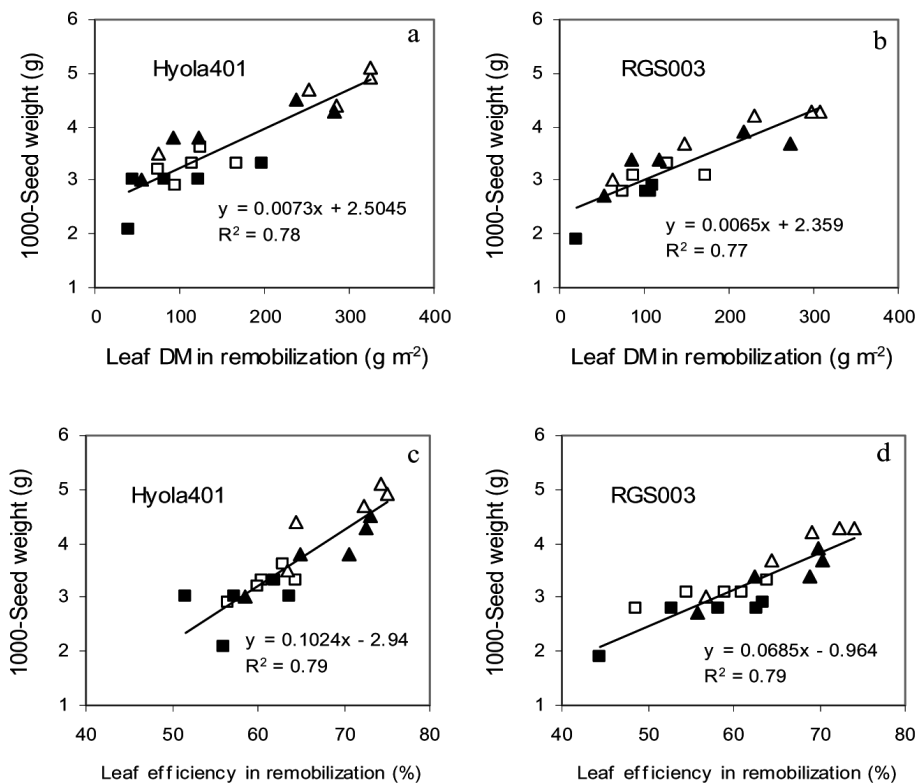 a
Hyola401
1000-Seed weight (g)
6
5
4
3
2
1
y = 0.0073x + 2.5045
R² = 0.78
0 100 200 300 400
Leaf DM in remobilization (g m⁻²)
b
RGS003
1000-Seed weight (g)
6
5
4
3
2
1
y = 0.0065x + 2.359
R² = 0.77
0 100 200 300 400
Leaf DM in remobilization (g m⁻²)
c
Hyola401
1000-Seed weight (g)
6
5
4
3
2
1
y = 0.1024x - 2.94
R² = 0.79
40 50 60 70 80
Leaf efficiency in remobilization (%)
d
RGS003
1000-Seed weight (g)
6
5
4
3
2
1
y = 0.0685x - 0.964
R² = 0.79
40 50 60 70 80
Leaf efficiency in remobilization (%)